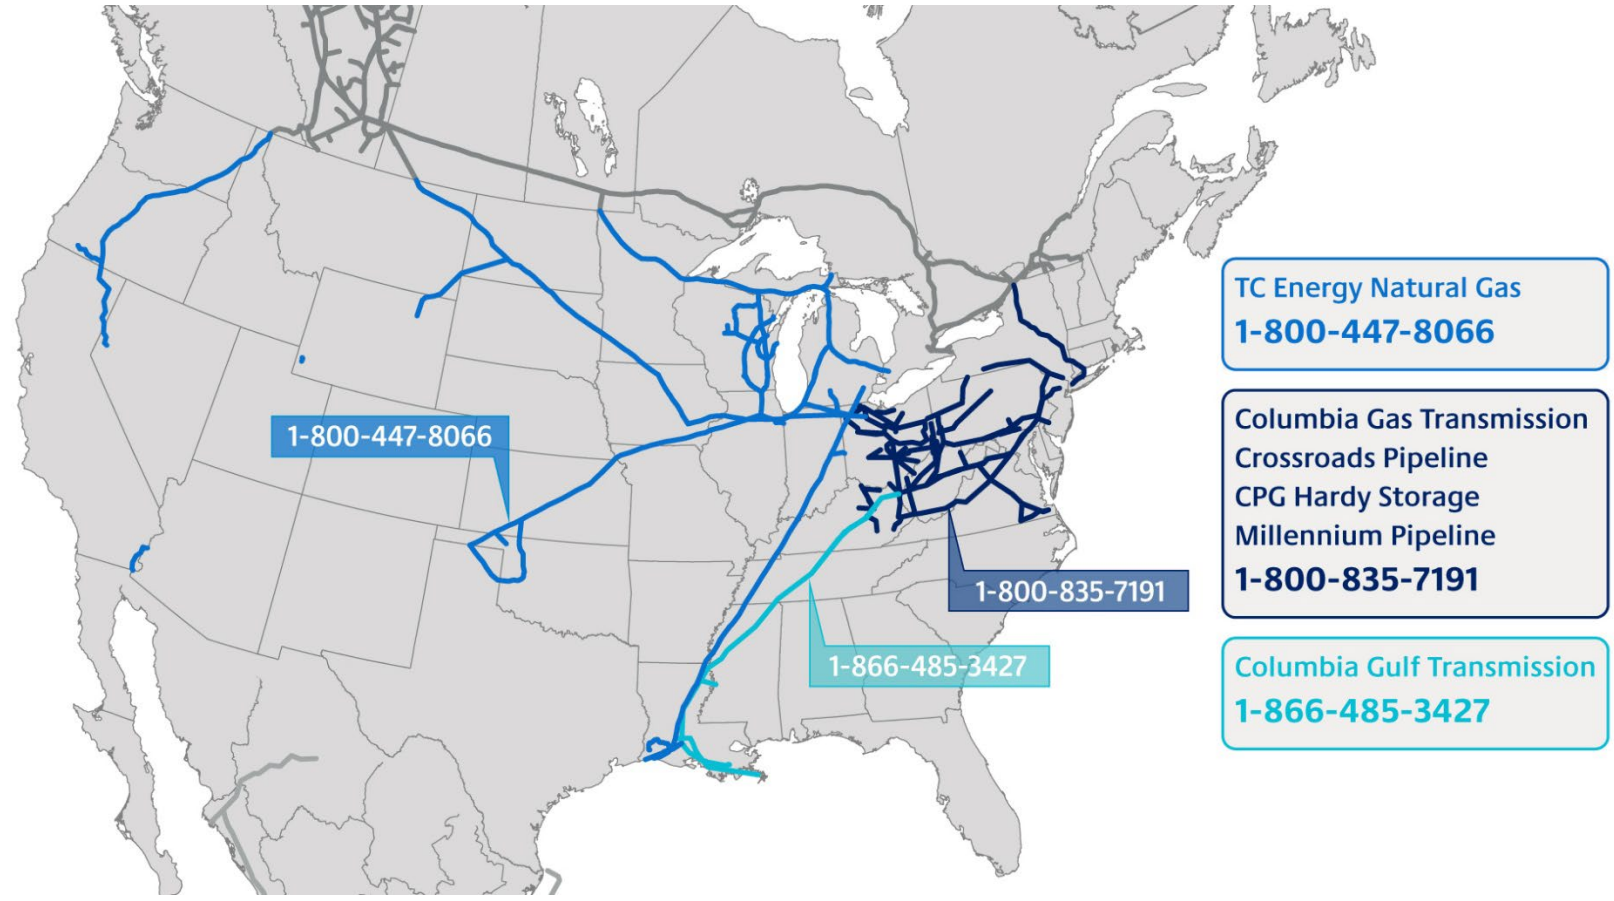 TC Energy Natural Gas
1-800-447-8066
Columbia Gas Transmission
Crossroads Pipeline
CPG Hardy Storage
Millennium Pipeline
1-800-835-7191
Columbia Gulf Transmission
1-866-485-3427
1-800-447-8066
1-800-835-7191
1-866-485-3427